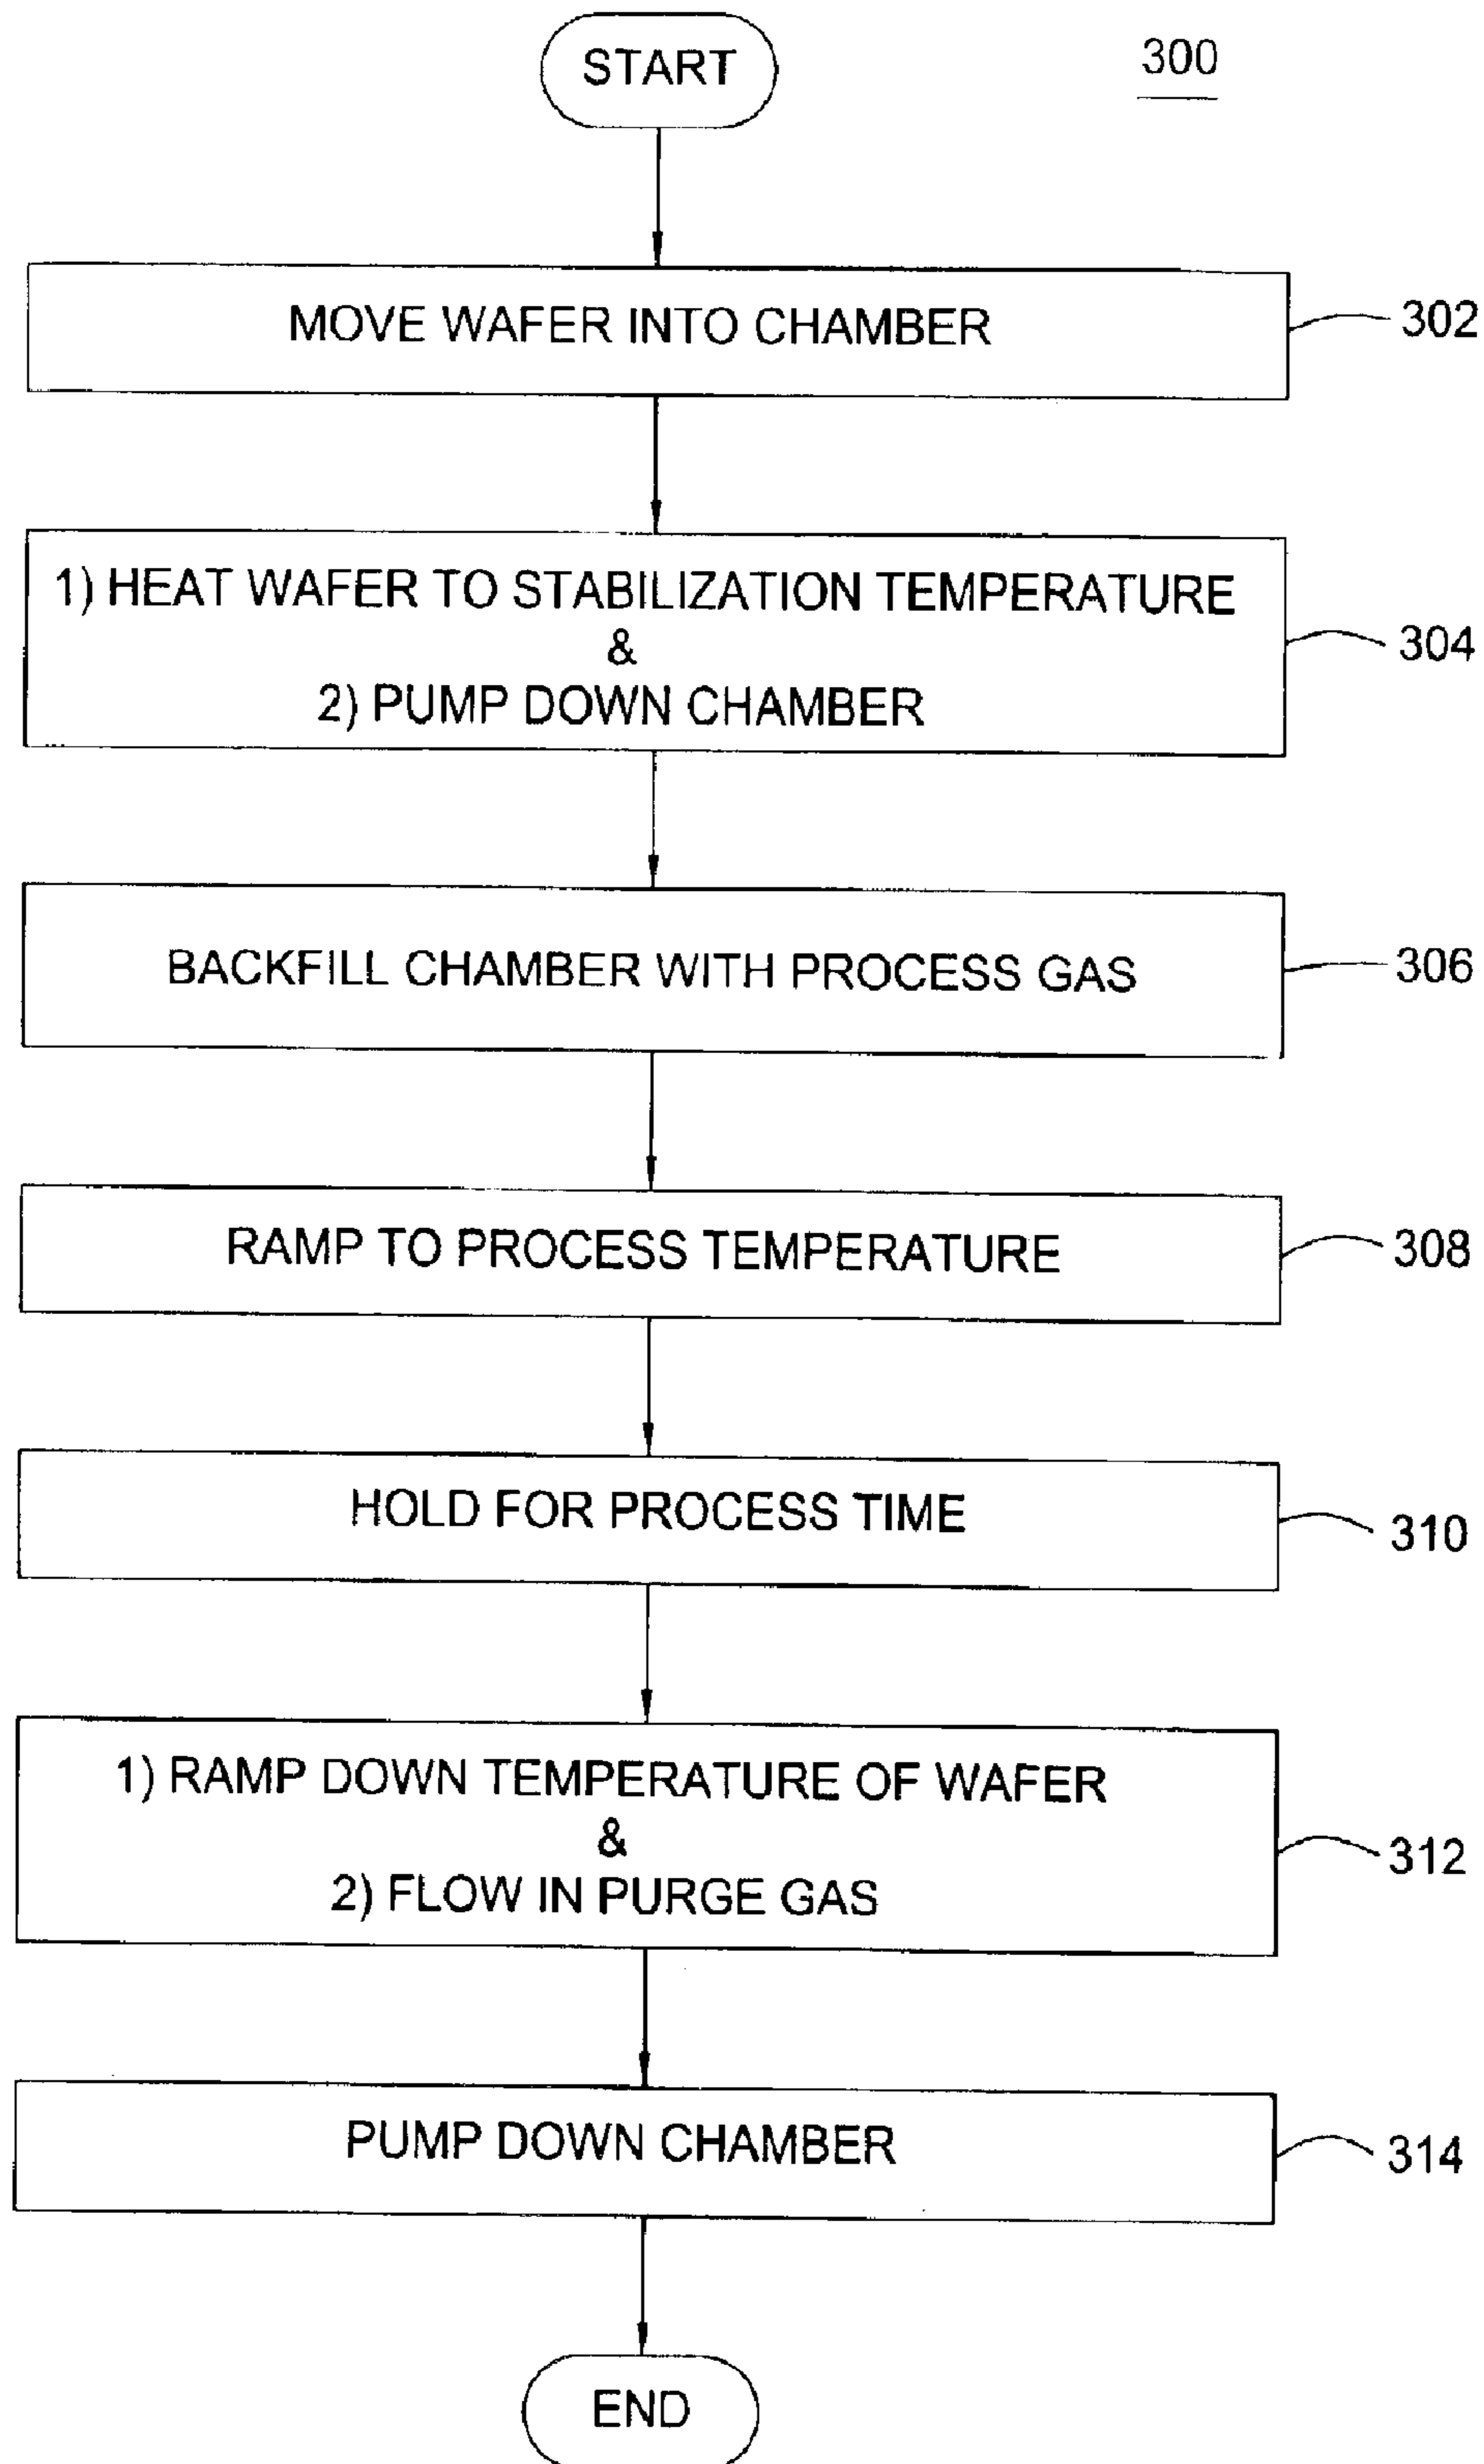 START
300
MOVE WAFER INTO CHAMBER
302
1) HEAT WAFER TO STABILIZATION TEMPERATURE
&
2) PUMP DOWN CHAMBER
304
BACKFILL CHAMBER WITH PROCESS GAS
306
RAMP TO PROCESS TEMPERATURE
308
HOLD FOR PROCESS TIME
310
1) RAMP DOWN TEMPERATURE OF WAFER
&
2) FLOW IN PURGE GAS
312
PUMP DOWN CHAMBER
314
END